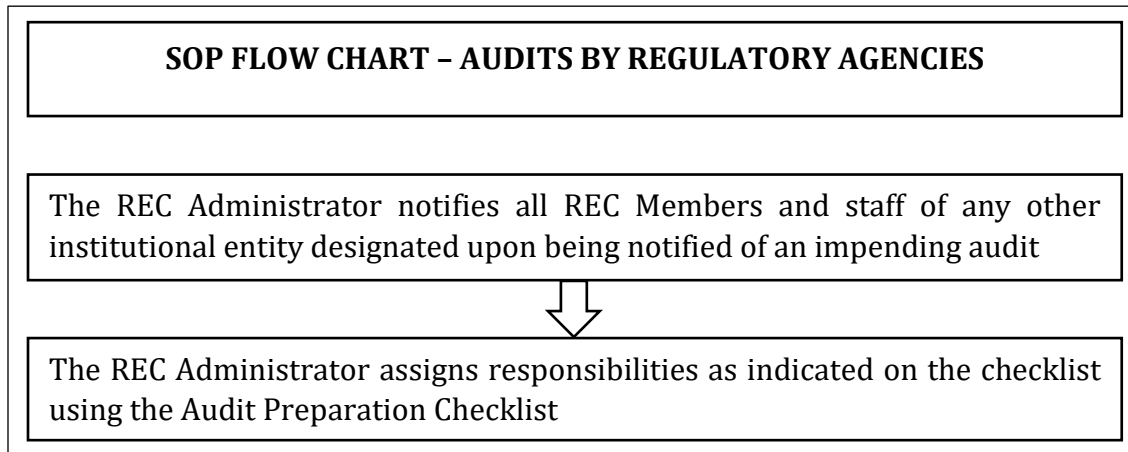 SOP FLOW CHART – AUDITS BY REGULATORY AGENCIES
The REC Administrator notifies all REC Members and staff of any other
institutional entity designated upon being notified of an impending audit
The REC Administrator assigns responsibilities as indicated on the checklist
using the Audit Preparation Checklist